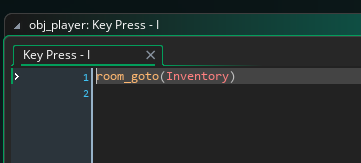 obj_player: Key Press - I
Key Press - I
1 room_goto(Inventory)
2